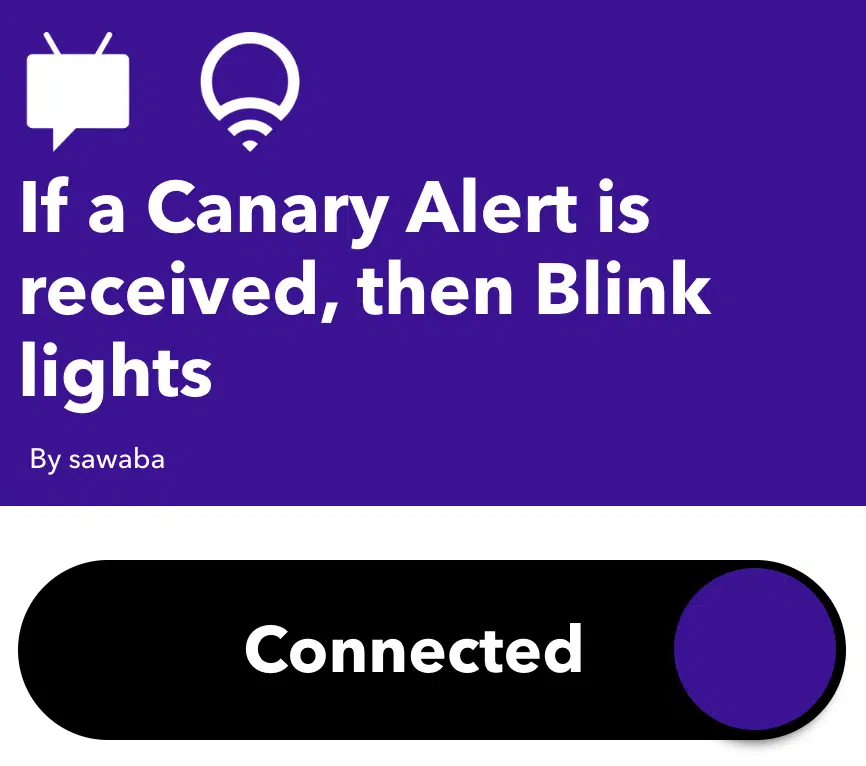 If a Canary Alert is
received, then Blink
lights
By sawaba
Connected